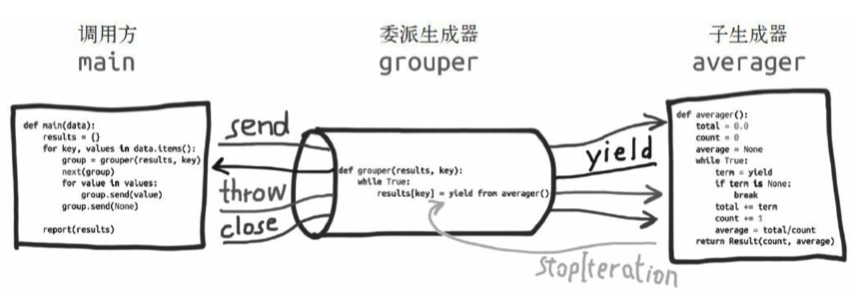 调用方
main
委派生成器
grouper
子生成器
averager
def main(data):
results = {}
for key, values in data.items():
group = grouper(results, key)
next(group)
for value in values:
group.send(value)
group.send(None)
report(results)
send
throw
close
def grouper(results, key):
while True:
results[key] = yield from averager()
yield
StopIteration
def averager():
total = 0.0
count = 0
average = None
while True:
term = yield
if term is None:
break
total += term
count += 1
average = total/count
return Result(count, average)